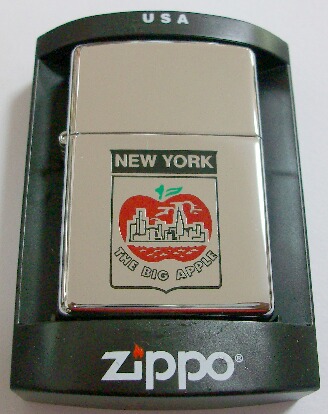 USA
NEW YORK
THE BIG APPLE
zippo®